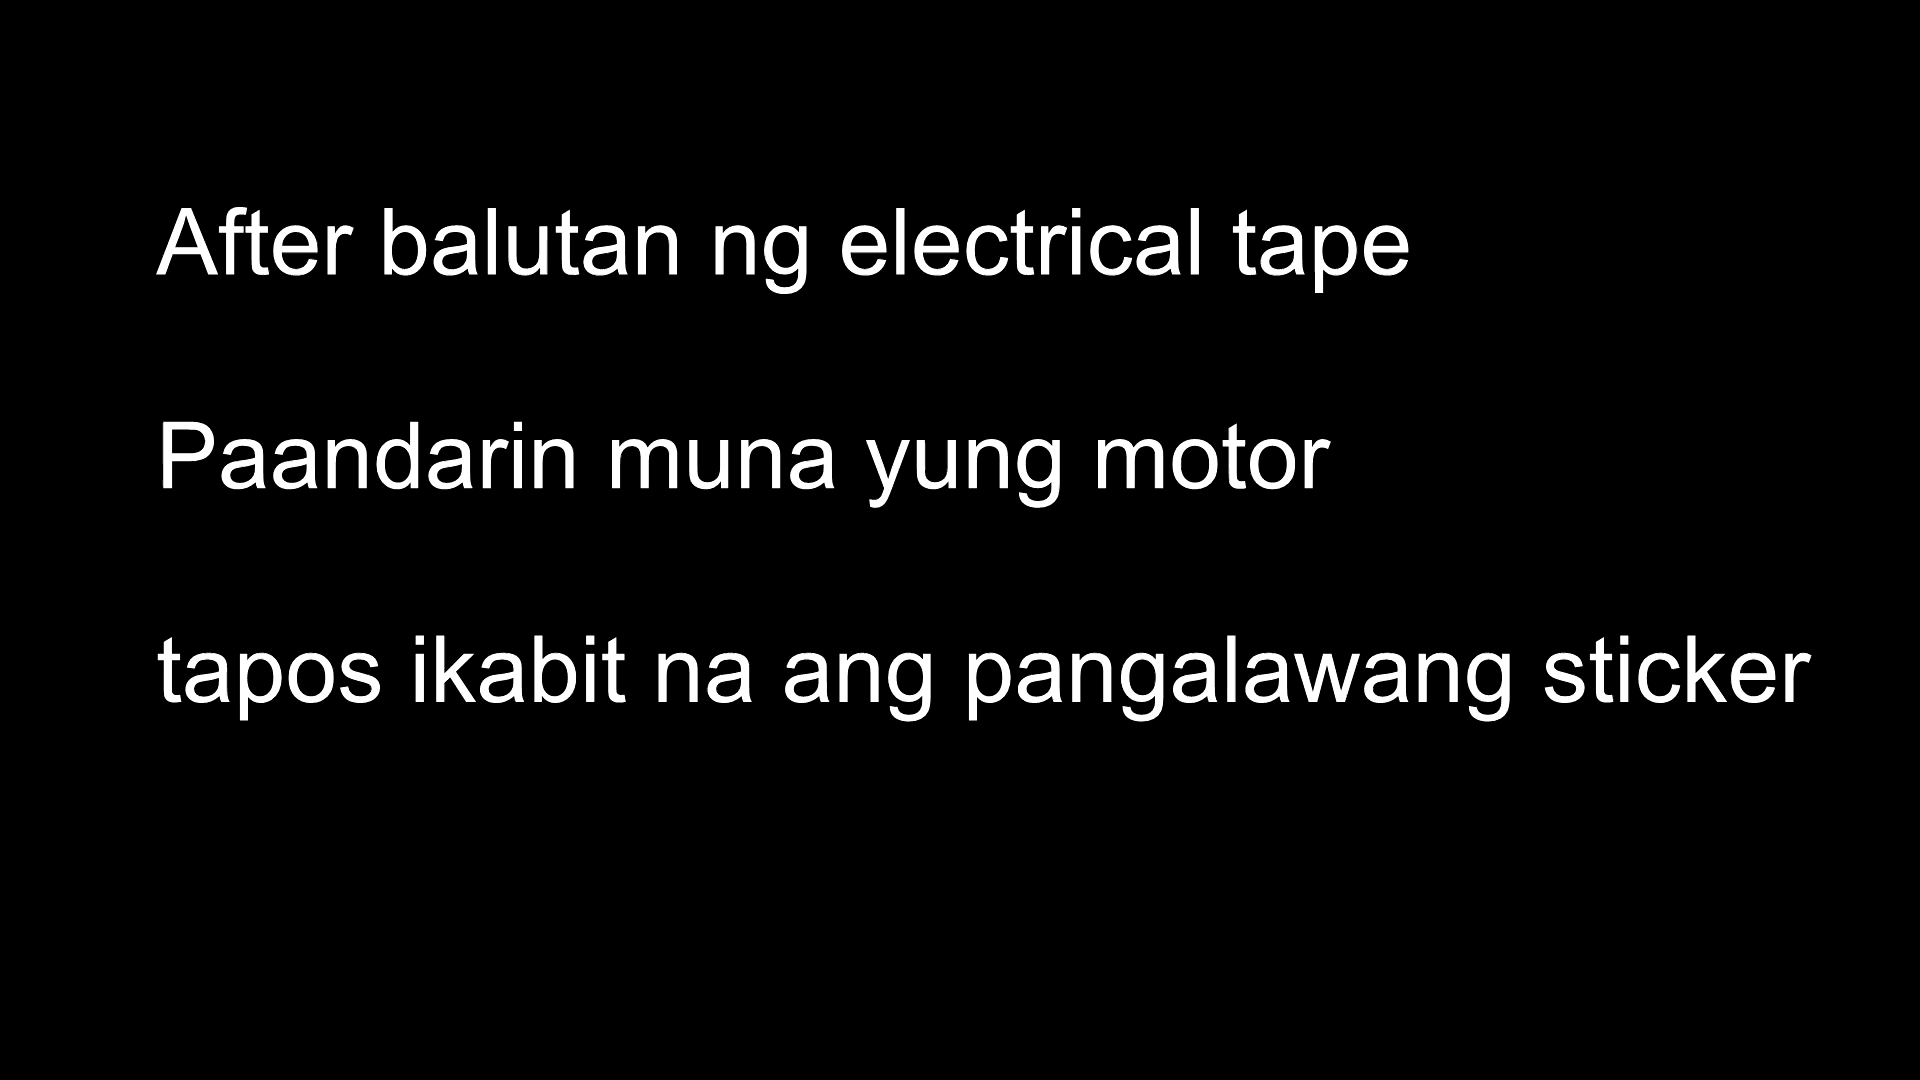 After balutan ng electrical tape
Paandarin muna yung motor
tapos ikabit na ang pangalawang sticker